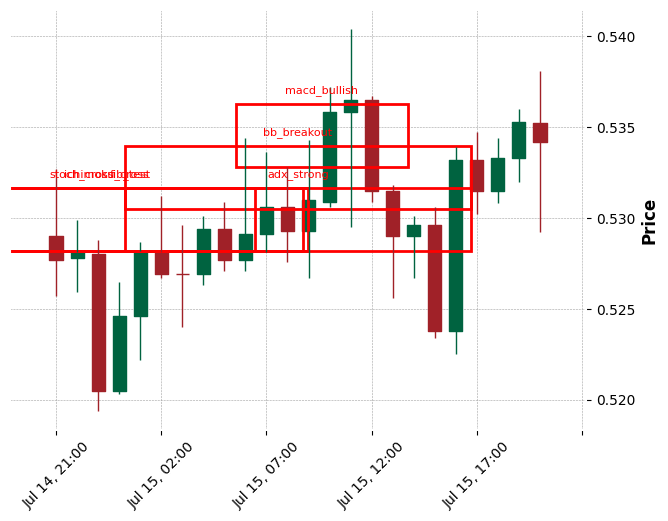 macd_bullish
bb_breakout
adx_strong
0.540
0.535
0.530
0.525
0.520
Price
Jul 14, 21:00
Jul 15, 02:00
Jul 15, 07:00
Jul 15, 12:00
Jul 15, 17:00